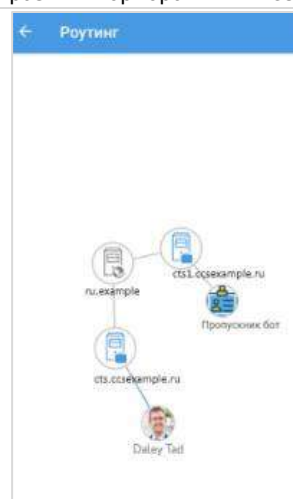 Роутинг
cts1.ccsexample.ru
ru.example
Пропускник бот
cts.ccsexample.ru
Daley Tad